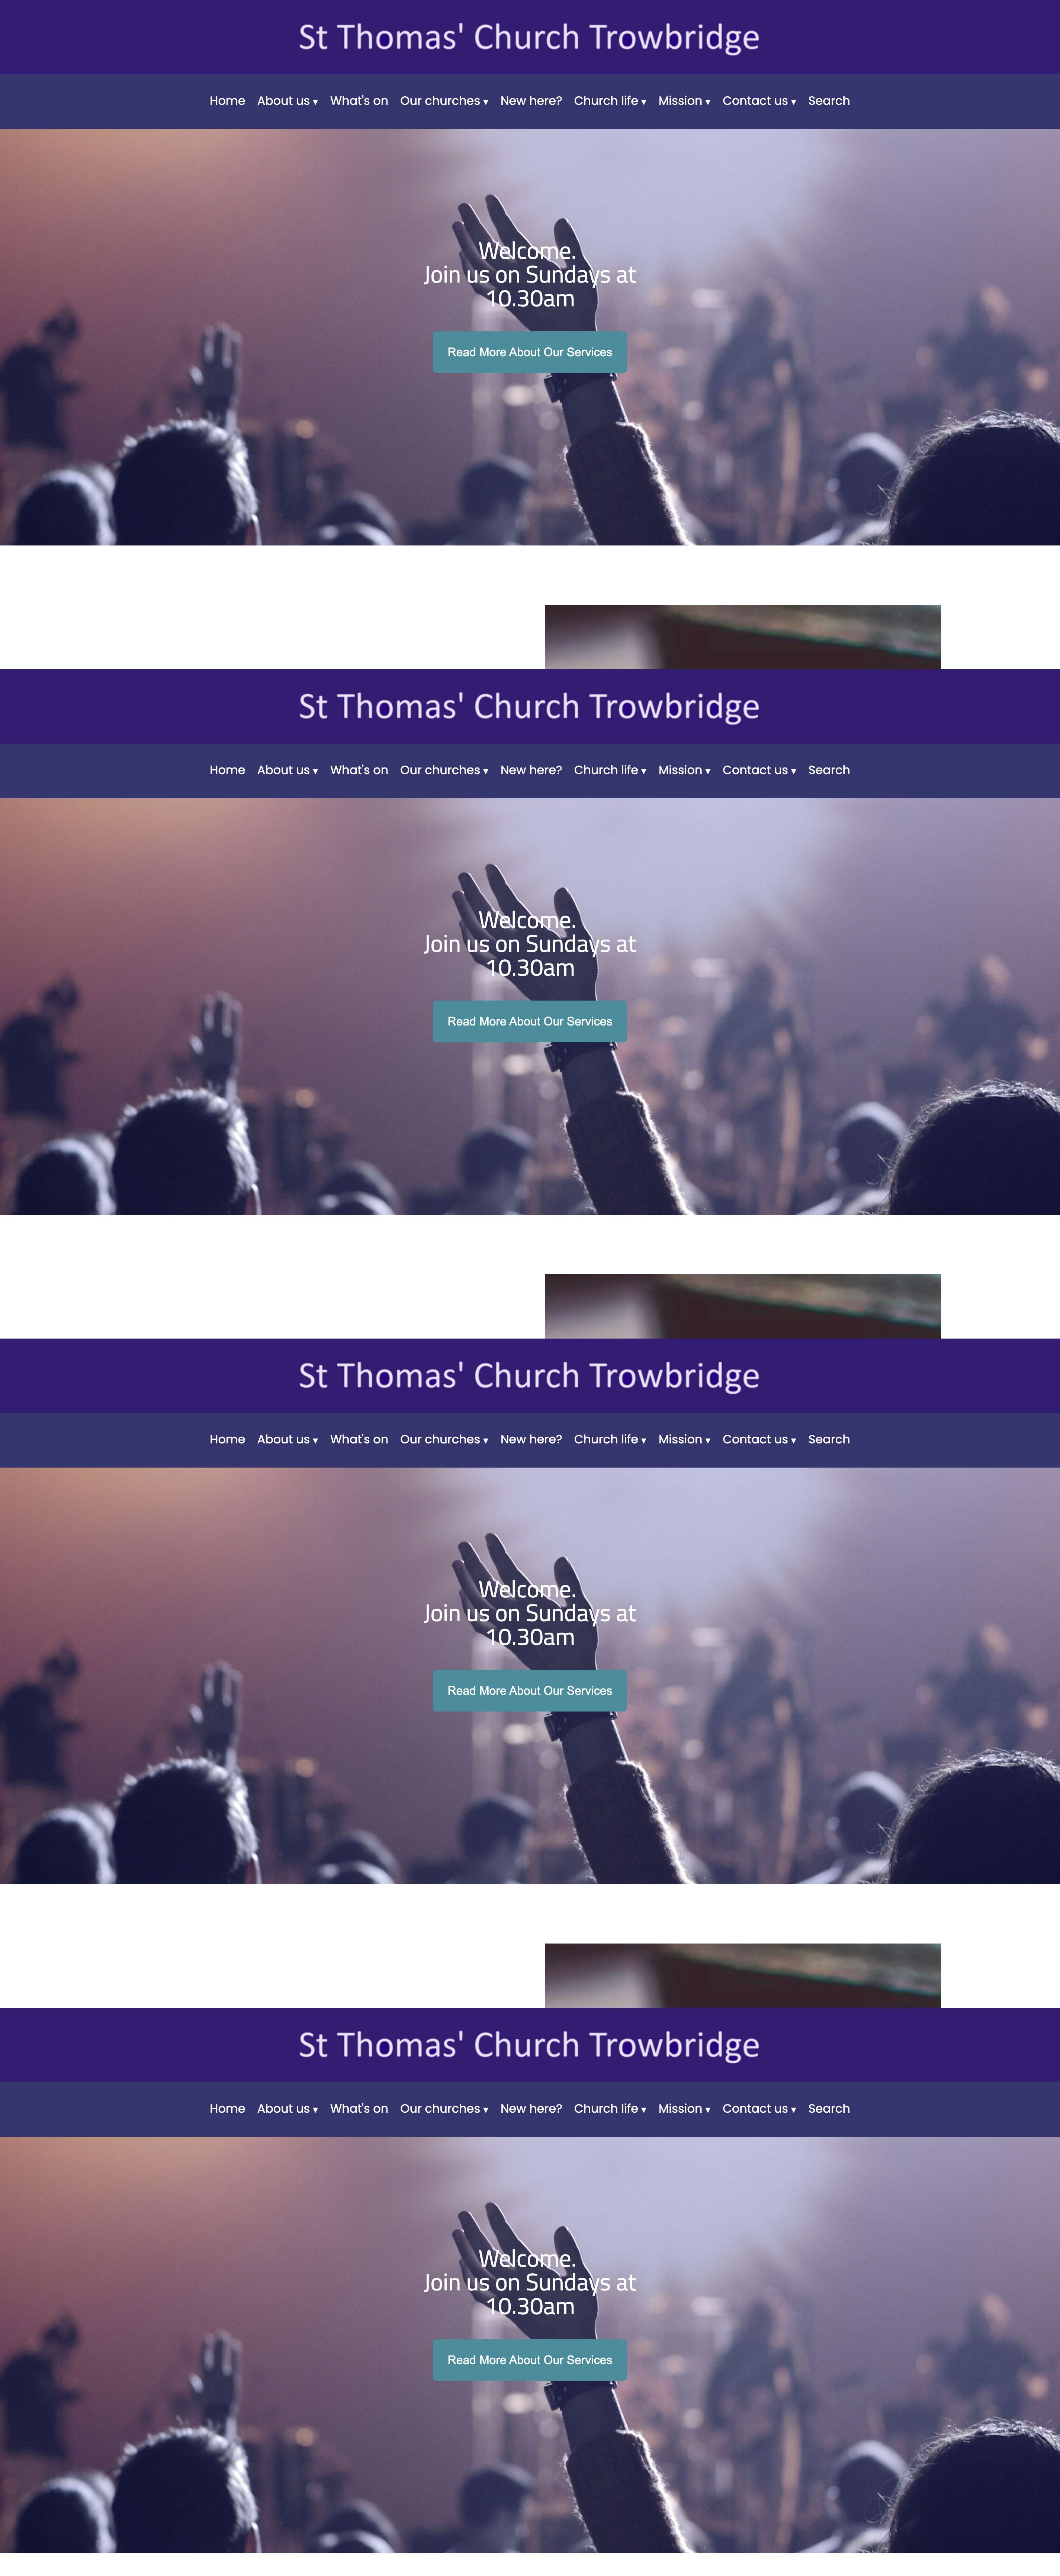 St Thomas' Church Trowbridge
Home About us ▾ What's on Our churches ▾ New here? Church life ▾ Mission ▾ Contact us ▾ Search
Welcome.
Join us on Sundays at
10.30am
Read More About Our Services
St Thomas' Church Trowbridge
Home About us ▾ What's on Our churches ▾ New here? Church life ▾ Mission ▾ Contact us ▾ Search
Welcome.
Join us on Sundays at
10.30am
Read More About Our Services
St Thomas' Church Trowbridge
Home About us ▾ What's on Our churches ▾ New here? Church life ▾ Mission ▾ Contact us ▾ Search
Welcome.
Join us on Sundays at
10.30am
Read More About Our Services
St Thomas' Church Trowbridge
Home About us ▾ What's on Our churches ▾ New here? Church life ▾ Mission ▾ Contact us ▾ Search
Welcome.
Join us on Sundays at
10.30am
Read More About Our Services